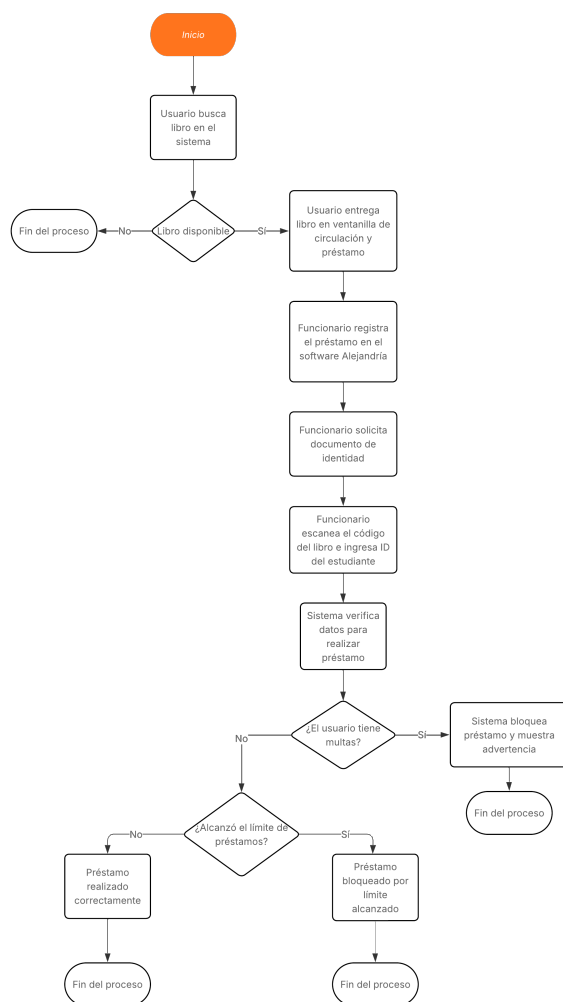 Inicio
Usuario busca
libro en el
sistema
Fin del proceso
No
Libro disponible
Sí
Usuario entrega
libro en ventanilla de
circulación y
préstamo
Funcionario registra
el préstamo en el
software Alejandría
Funcionario solicita
documento de
identidad
Funcionario
escanea el código
del libro e ingresa ID
del estudiante
Sistema verifica
datos para
realizar
préstamo
¿El usuario tiene
multas?
Sí
Sistema bloquea
préstamo y muestra
advertencia
No
Fin del proceso
¿Alcanzó el límite de
préstamos?
No
Sí
Préstamo
realizado
correctamente
Préstamo
bloqueado por
límite
alcanzado
Fin del proceso
Fin del proceso